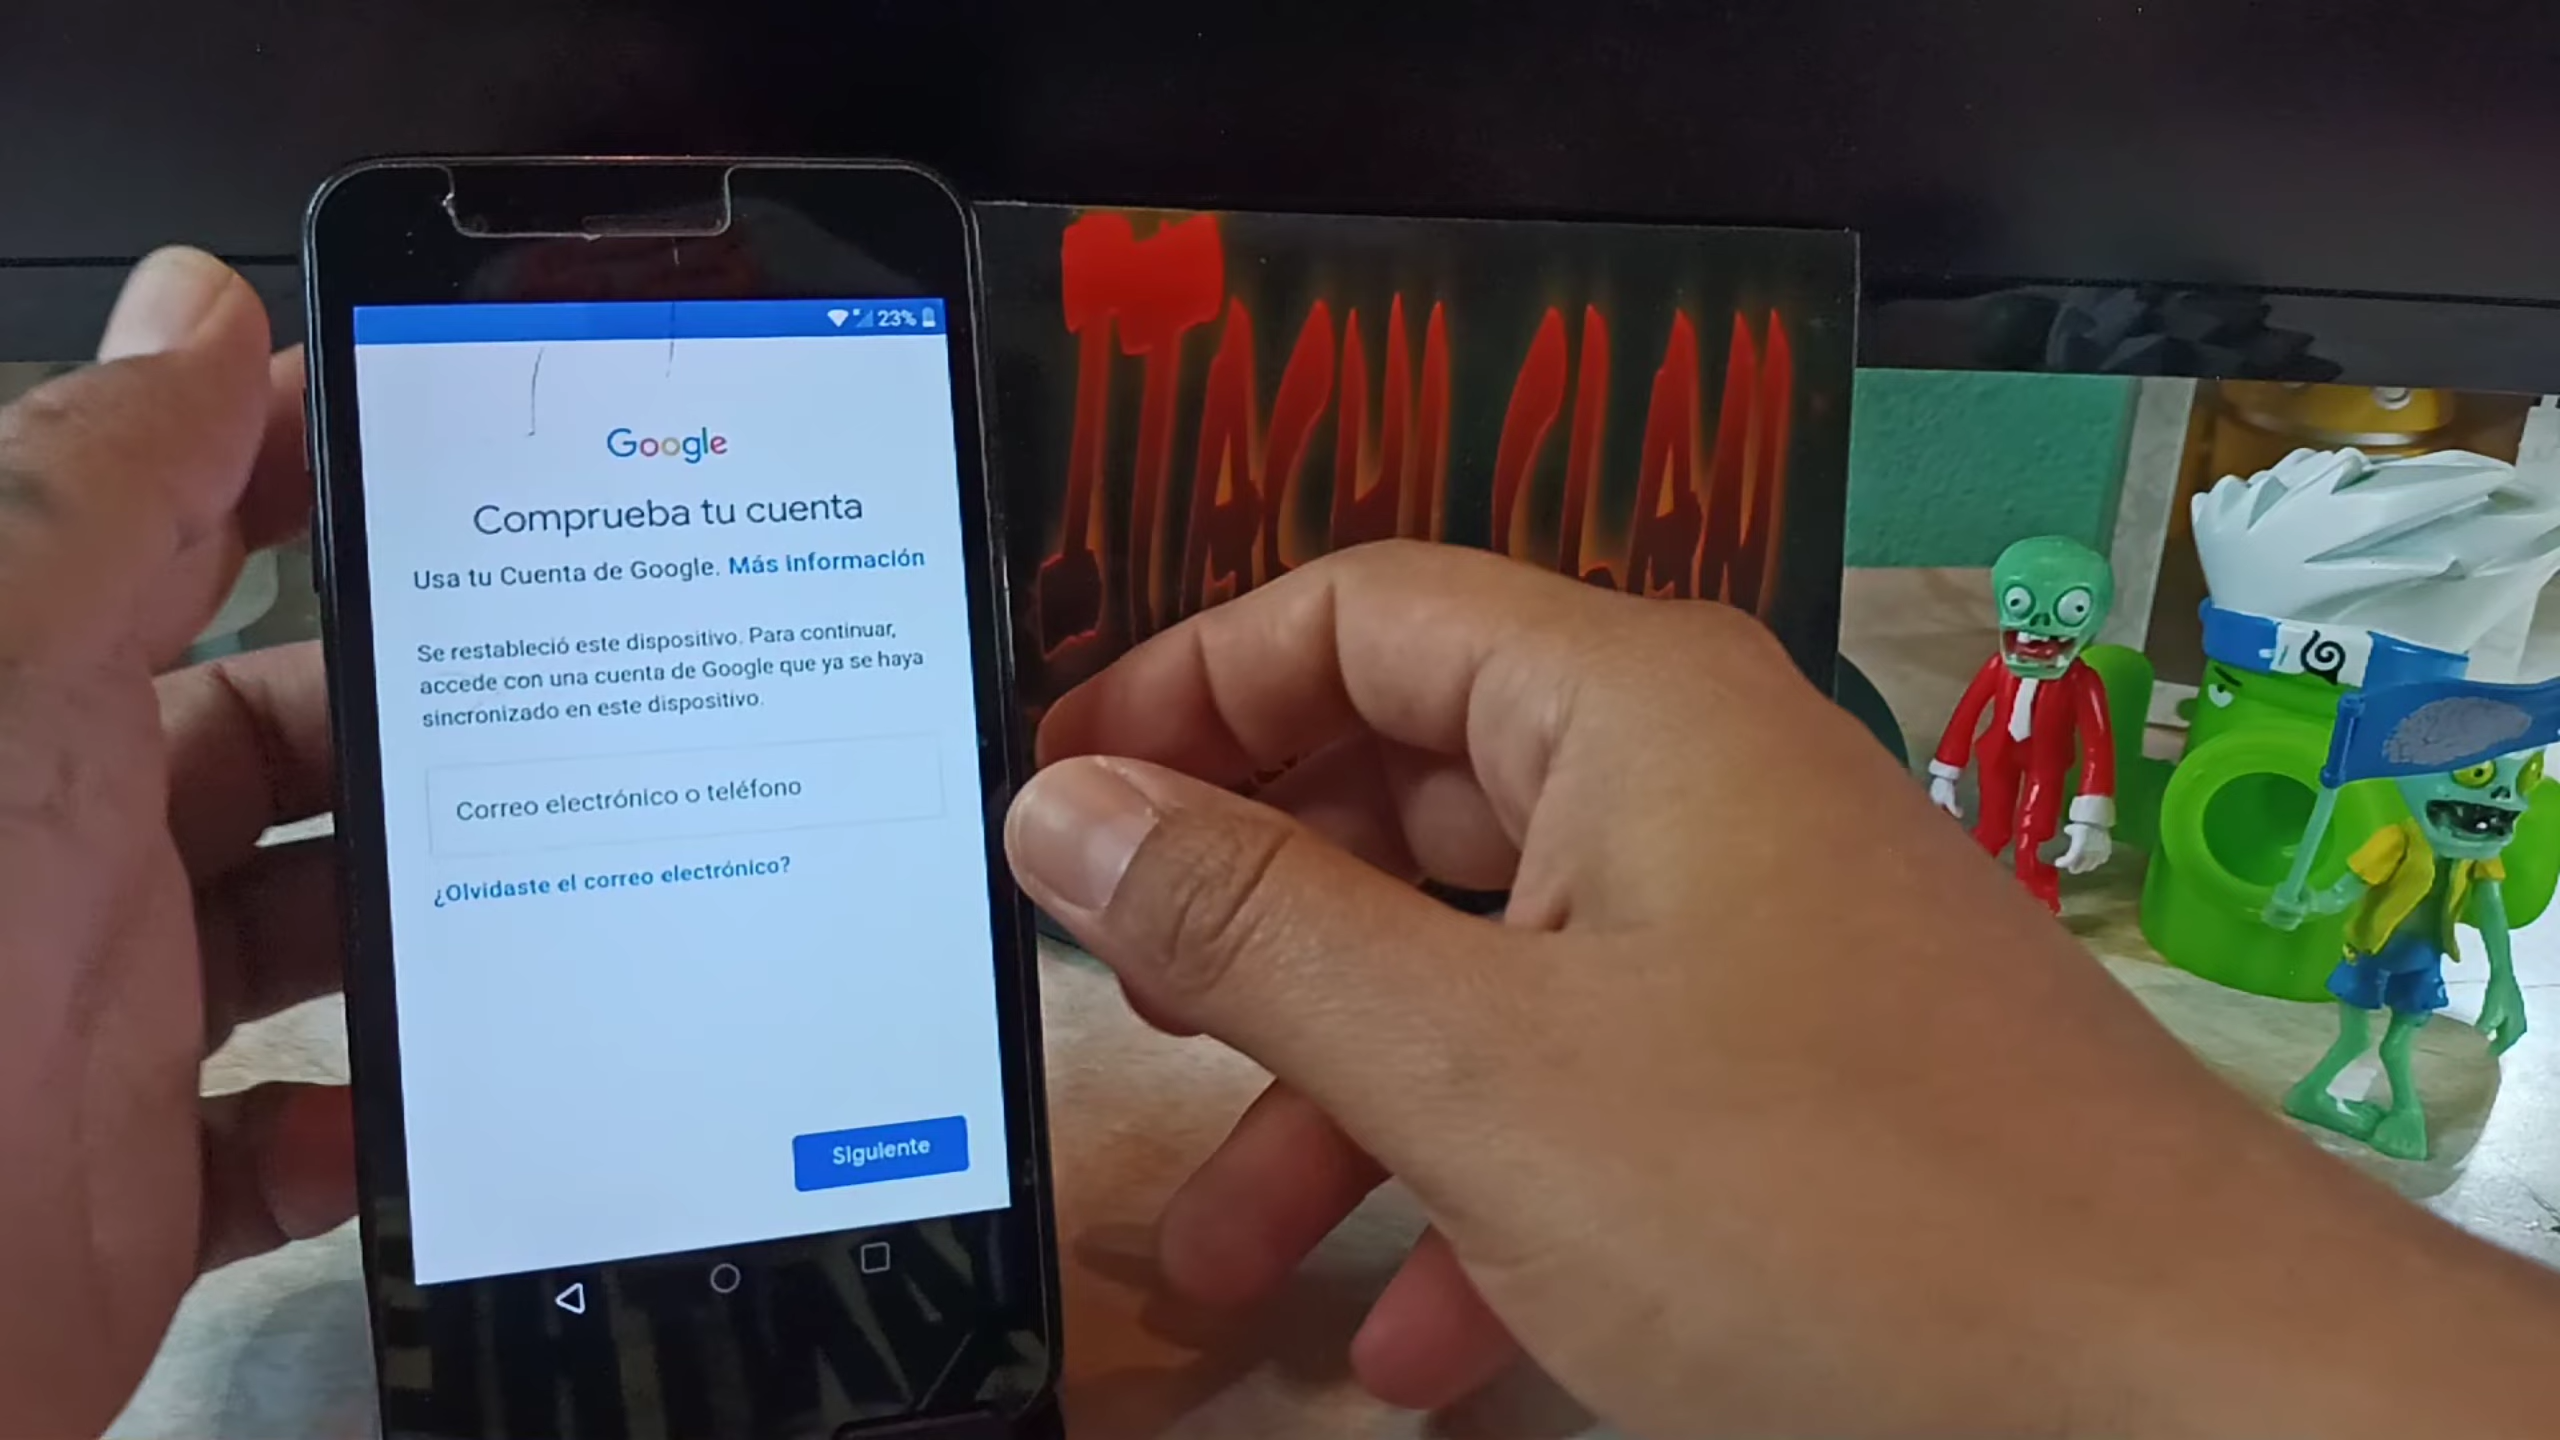 23%
Google
Comprueba tu cuenta
Usa tu Cuenta de Google. Más información
Se restableció este dispositivo. Para continuar,
accede con una cuenta de Google que ya se haya
sincronizado en este dispositivo.
Correo electrónico o teléfono
¿Olvidaste el correo electrónico?
Siguiente
ITACHI CLAN